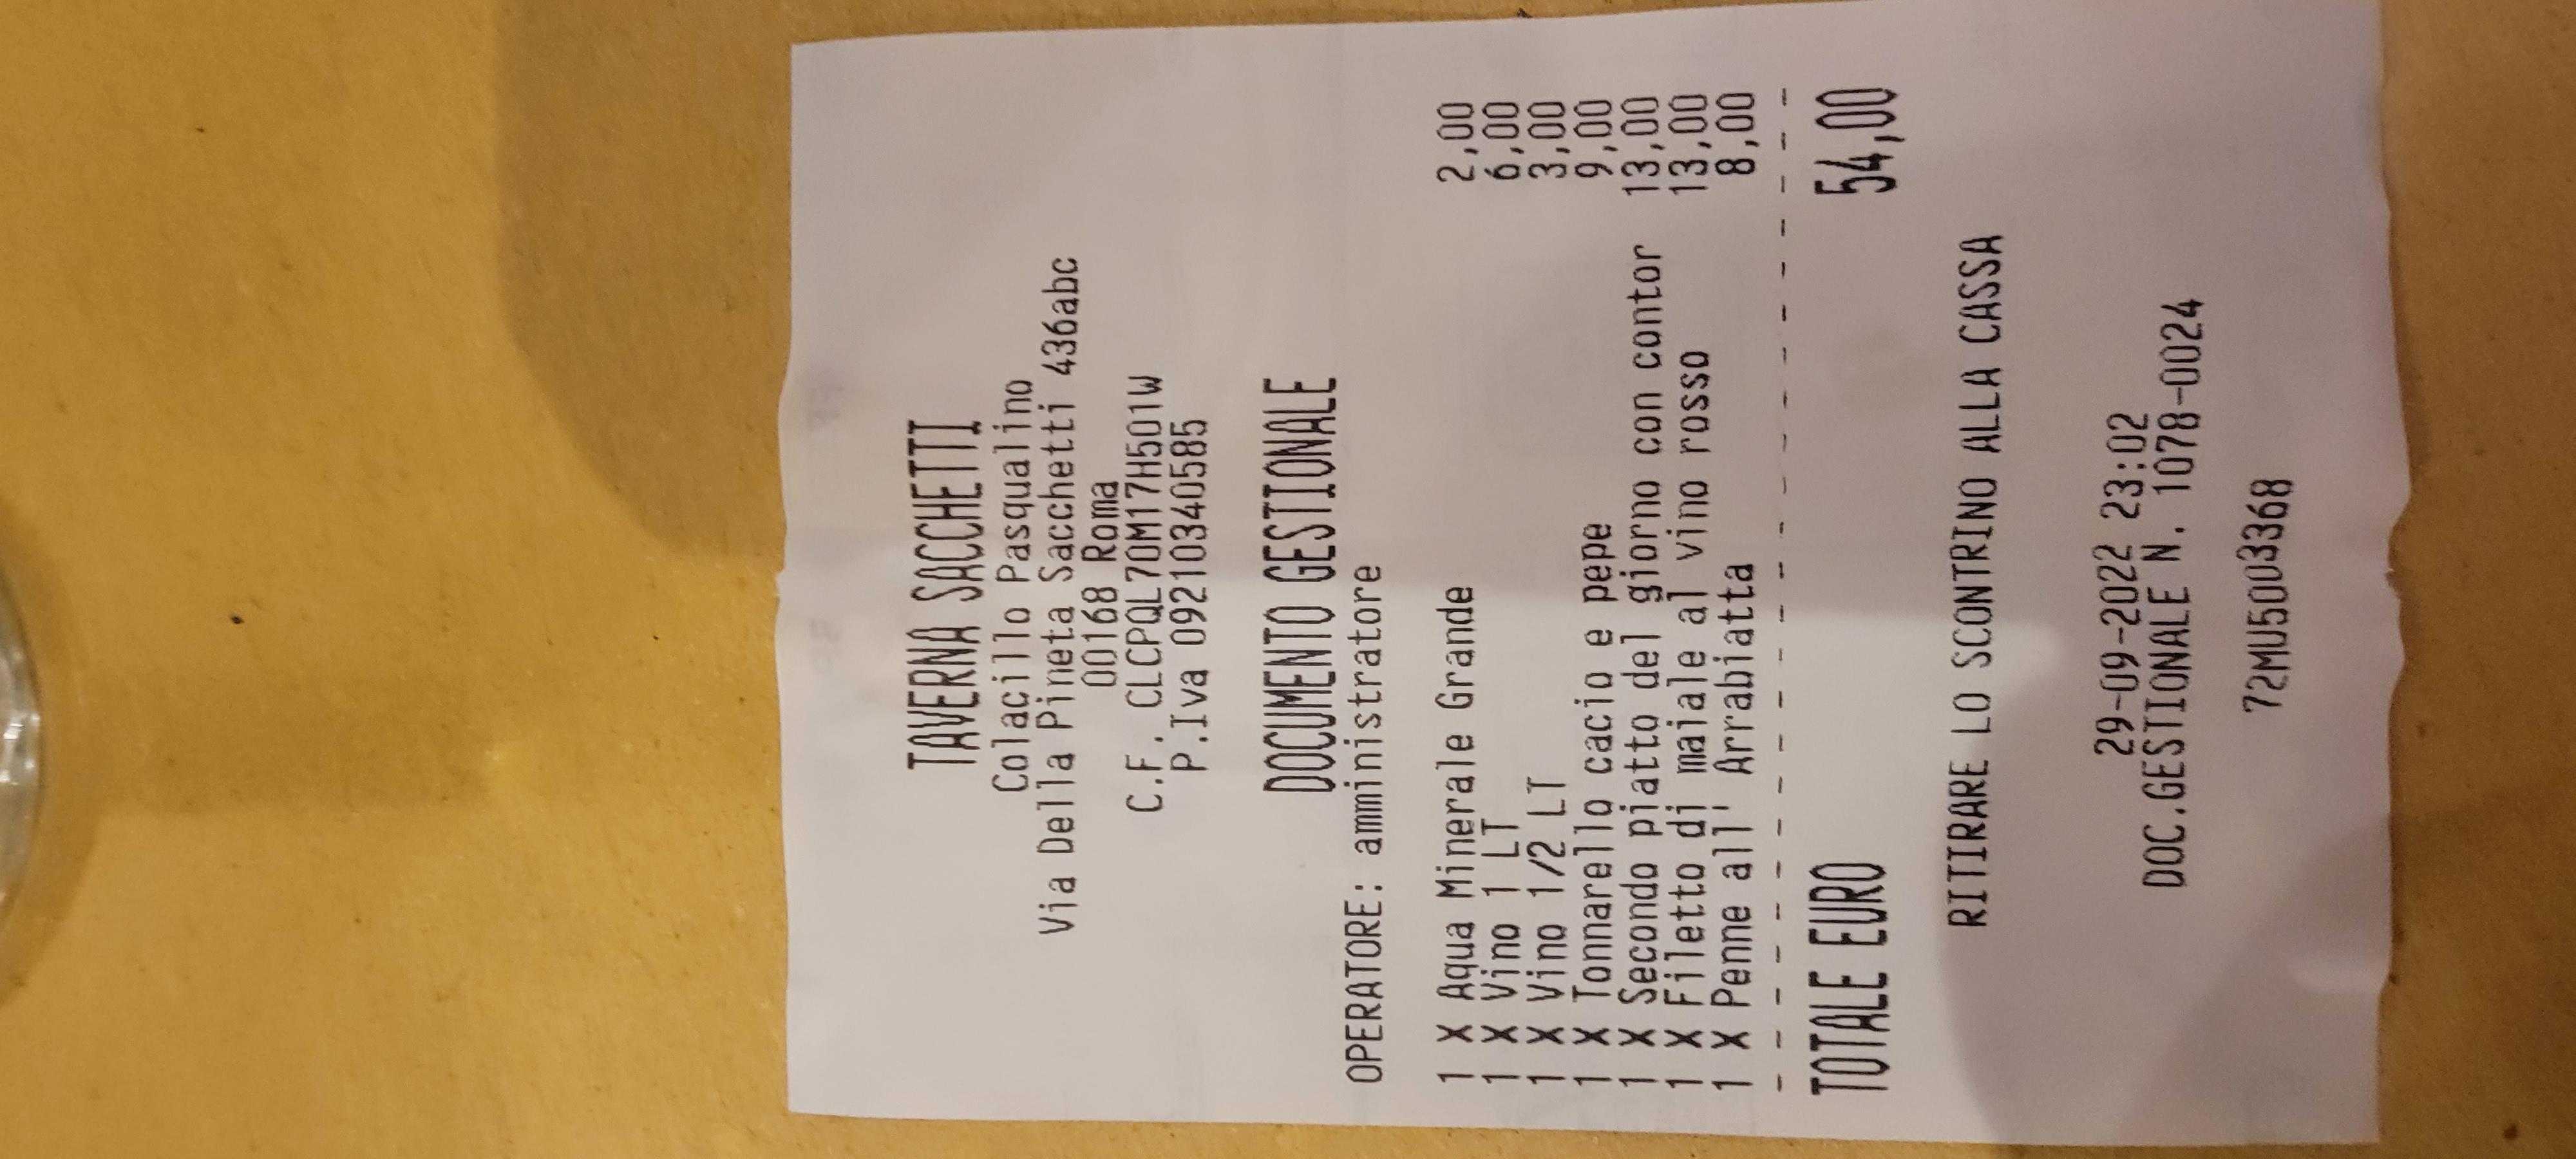 TAVERNA SACCHETTI
Colacillo Pasqualino
Via Della Pineta Sacchetti 436abc
00168 Roma
C.F. CLCPQL70M17H501W
P.Iva 09210340585
DOCUMENTO GESTIONALE
OPERATORE: amministratore
1 X Aqua Minerale Grande 2,00
1 X Vino 1 LT 6,00
1 X Vino 1/2 LT 3,00
1 X Tonnarello cacio e pepe 9,00
1 X Secondo piatto del giorno con contor 13,00
1 X Filetto di maiale al vino rosso 13,00
1 X Penne all' Arrabiatta 8,00
- - - - - - - - - - - - - - - - - - - -
TOTALE EURO 54,00
RITIRARE LO SCONTRINO ALLA CASSA
29-09-2022 23:02
DOC.GESTIONALE N. 1078-0024
72MU5003368